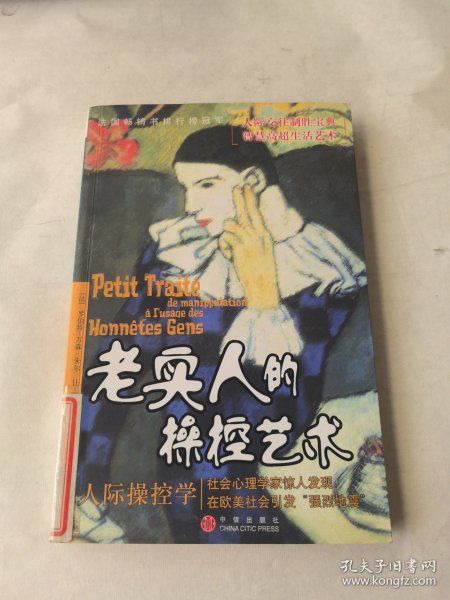 法国畅销书排行榜冠军
人际交往制胜宝典
智慧高超生活艺术
Petit Traité
de manipulation
à l'usage des
Honnêtes Gens
老实人的
操控艺术
人际操控学
社会心理学家惊人发现
在欧美社会引发“强烈地震”
中信出版社
CHINA CITIC PRESS
孔夫子旧书网
www.kongfz.com